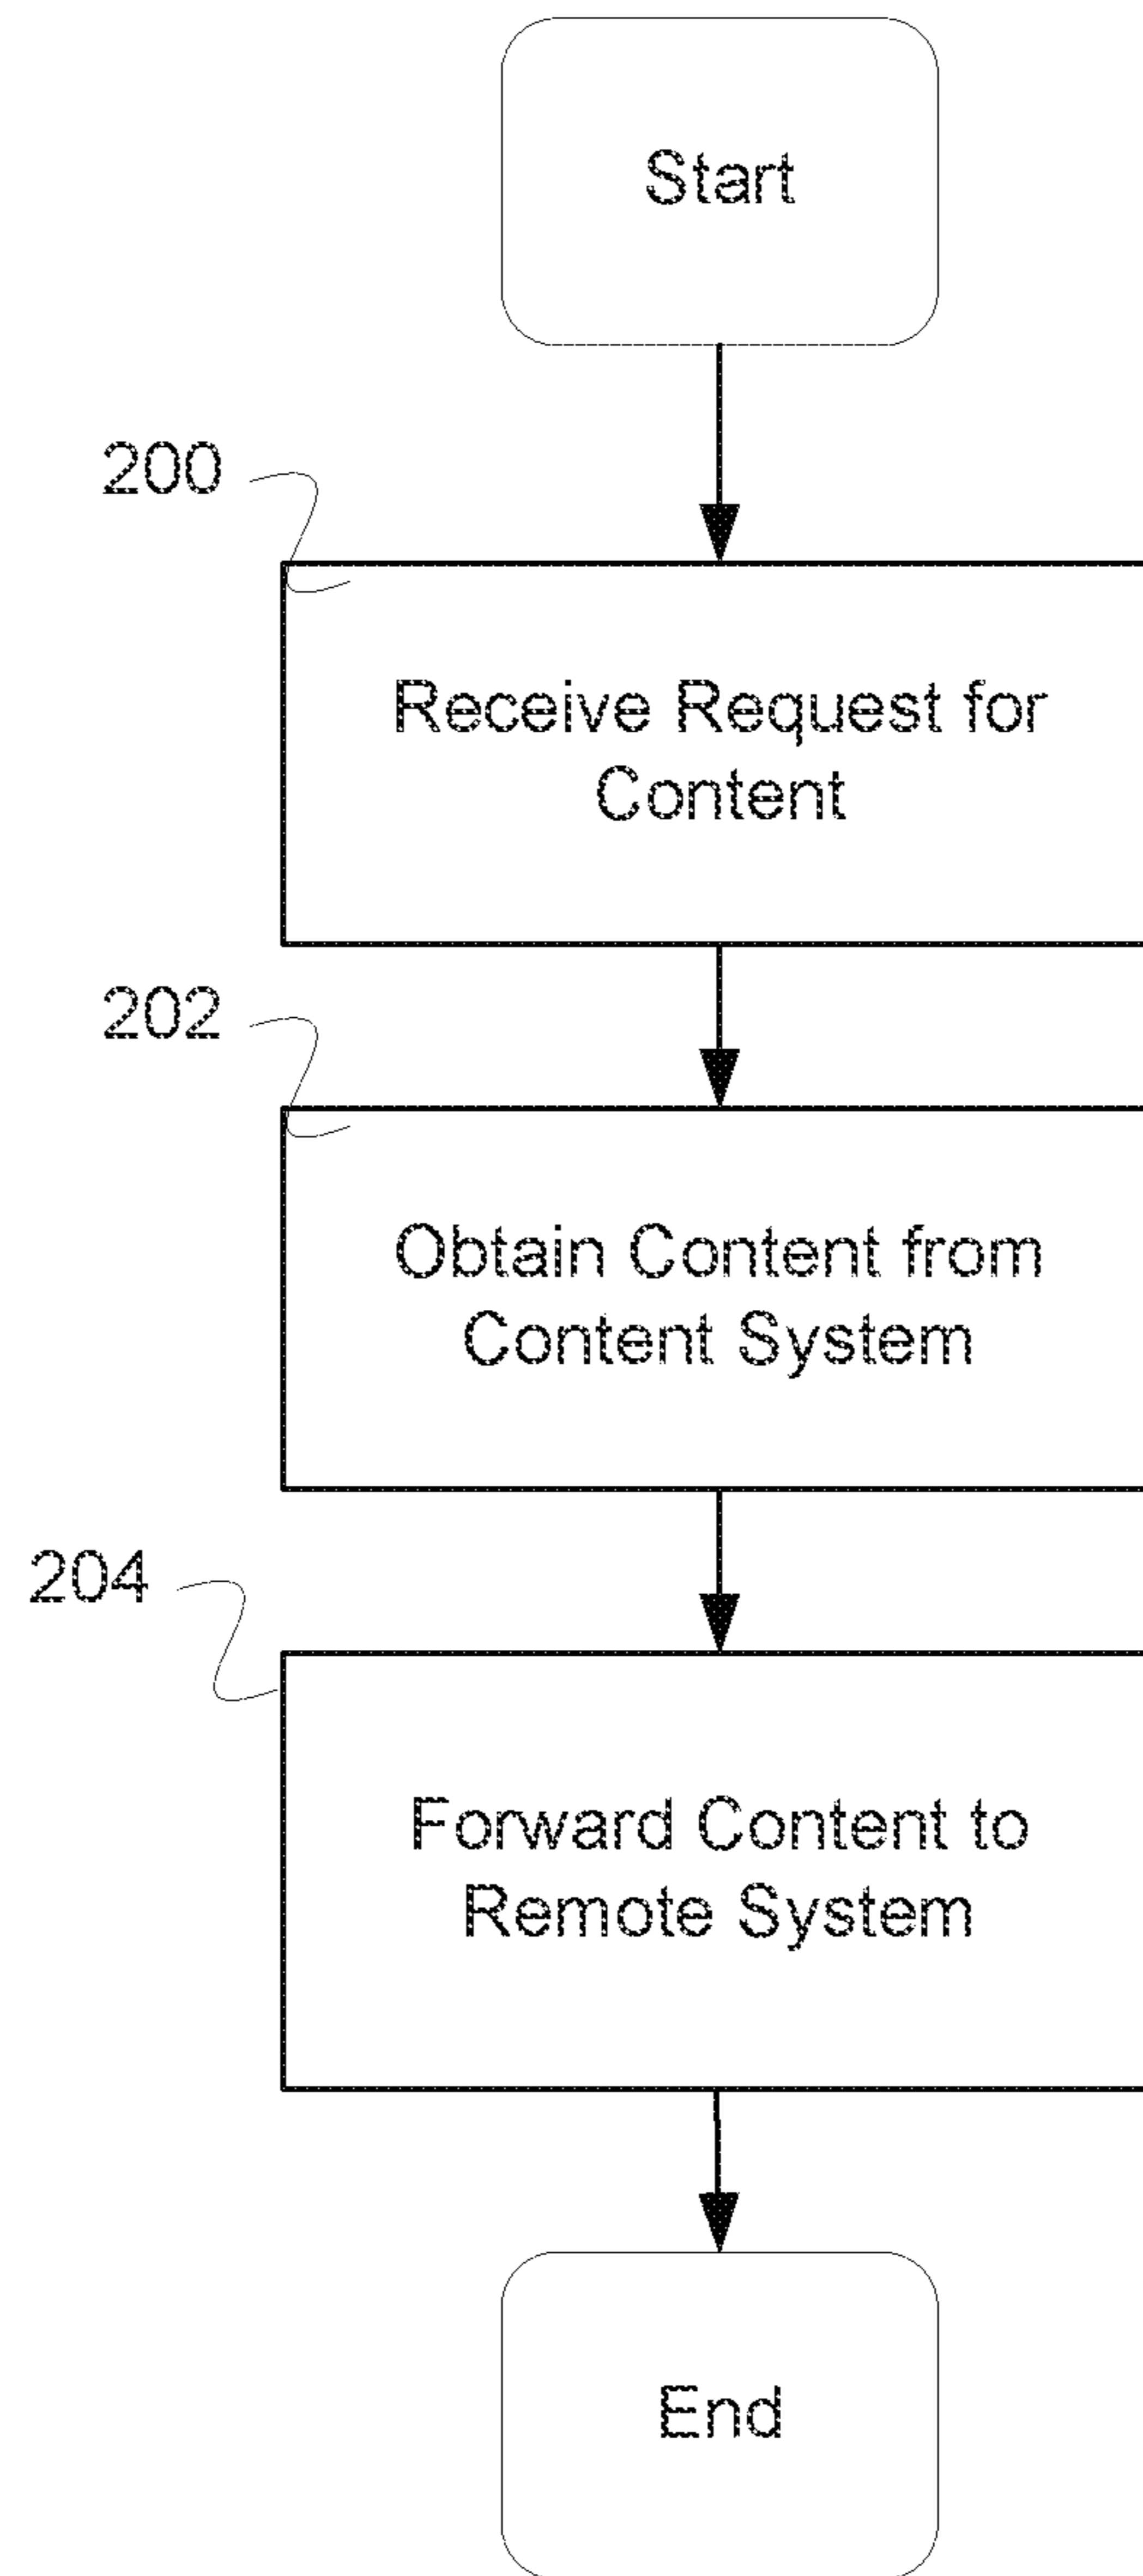 Start
200
Receive Request for
Content
202
Obtain Content from
Content System
204
Forward Content to
Remote System
End